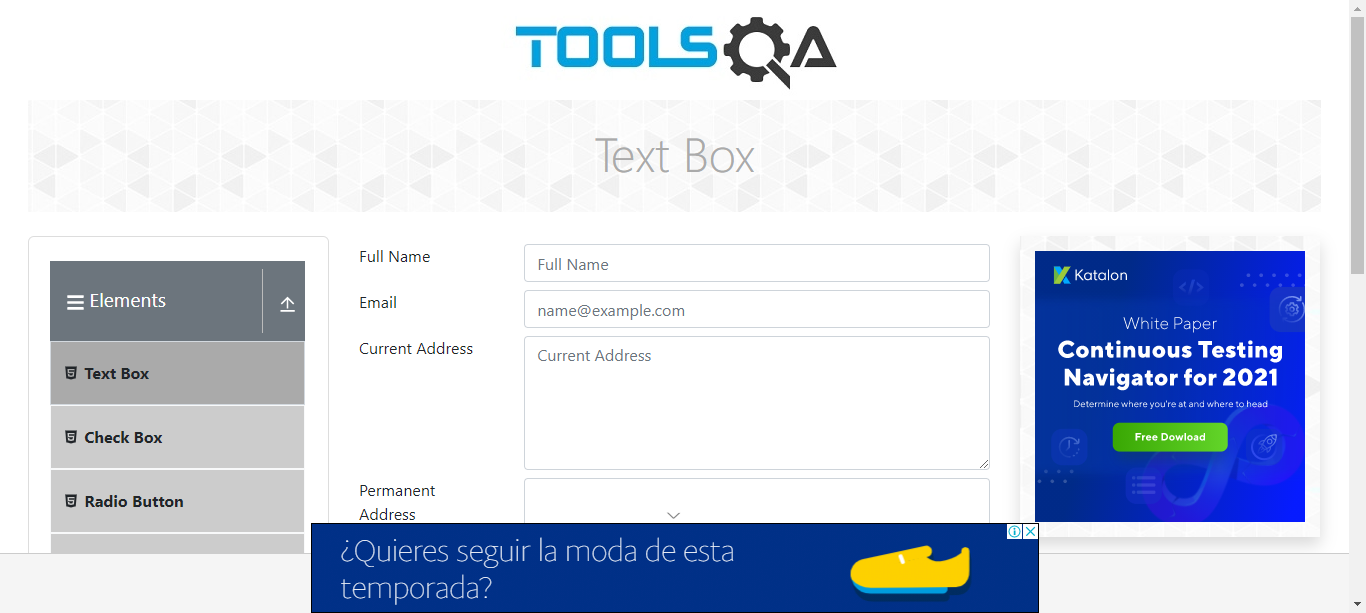 TOOLSQA
Text Box
Elements
Text Box
Check Box
Radio Button
Full Name
Full Name
Email
name@example.com
Current Address
Current Address
Permanent
Address
Katalon
</>
White Paper
Continuous Testing
Navigator for 2021
Determine where you're at and where to head
Free Dowload
¿Quieres seguir la moda de esta
temporada?